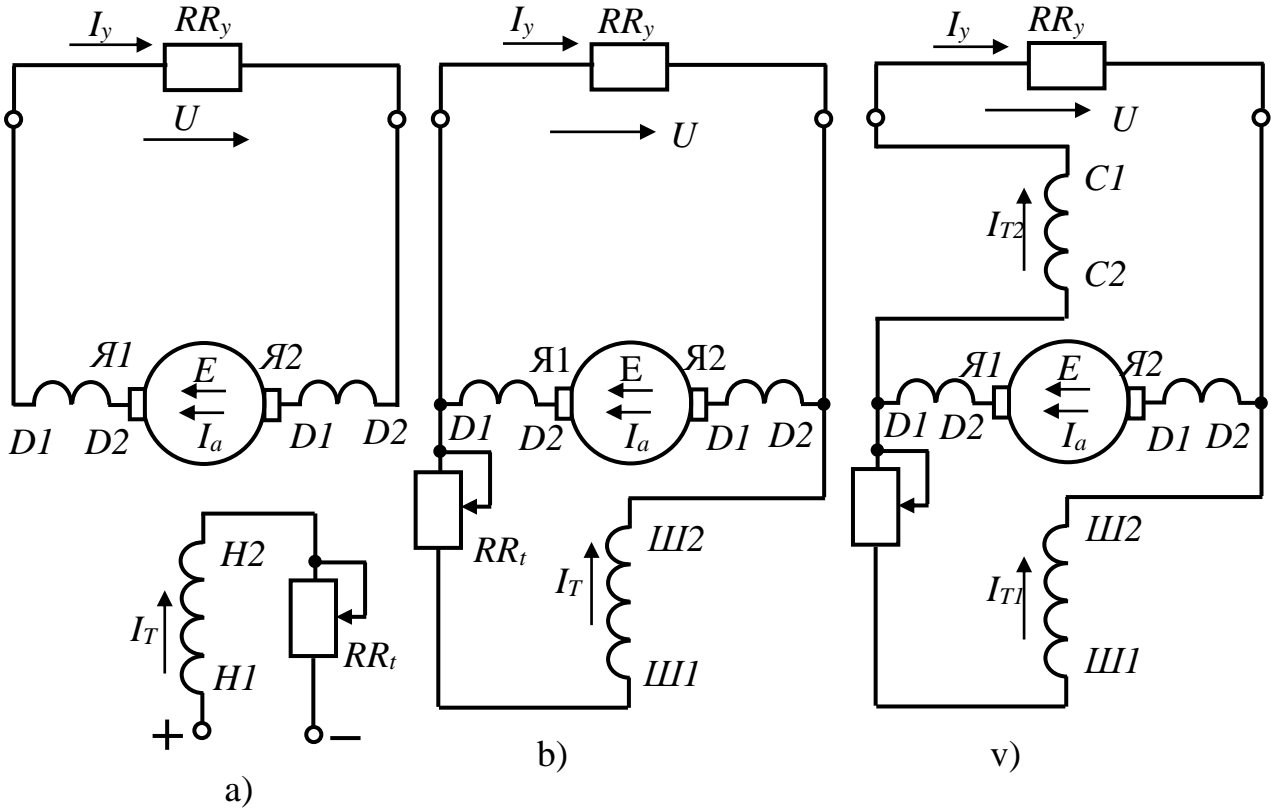 I_y RR_y
U
Я1 E Я2
D1 D2 I_a D1 D2
H2
I_T RR_t
H1
+ −
a)
I_y RR_y
U
Я1 E Я2
D1 D2 I_a D1 D2
RR_t Ш2
I_T
Ш1
b)
I_y RR_y
U
C1
I_T2
C2
Я1 E Я2
D1 D2 I_a D1 D2
Ш2
I_T1
Ш1
v)